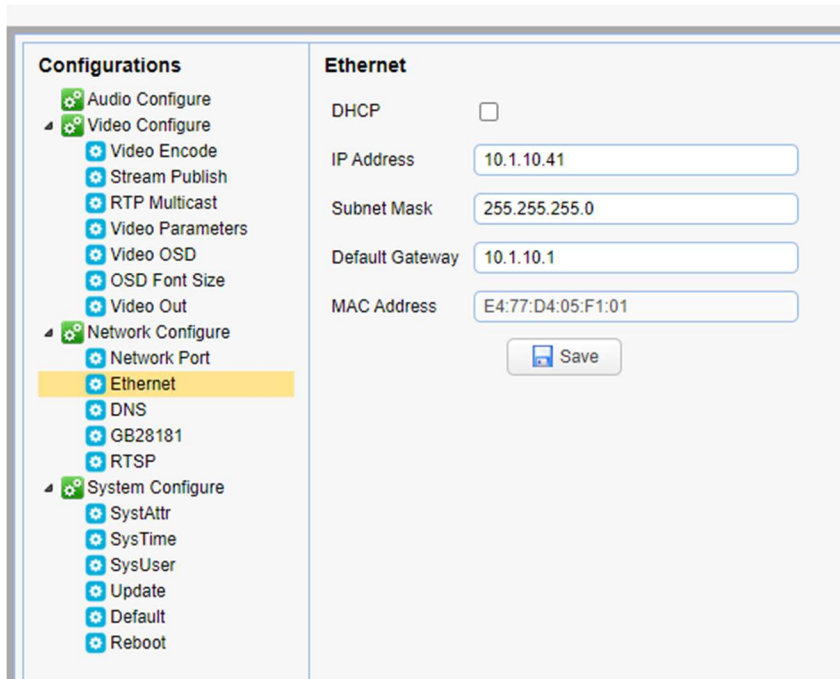 Configurations
Audio Configure
Video Configure
Video Encode
Stream Publish
RTP Multicast
Video Parameters
Video OSD
OSD Font Size
Video Out
Network Configure
Network Port
Ethernet
DNS
GB28181
RTSP
System Configure
SystAttr
SysTime
SysUser
Update
Default
Reboot
Ethernet
DHCP
IP Address 10.1.10.41
Subnet Mask 255.255.255.0
Default Gateway 10.1.10.1
MAC Address E4:77:D4:05:F1:01
Save